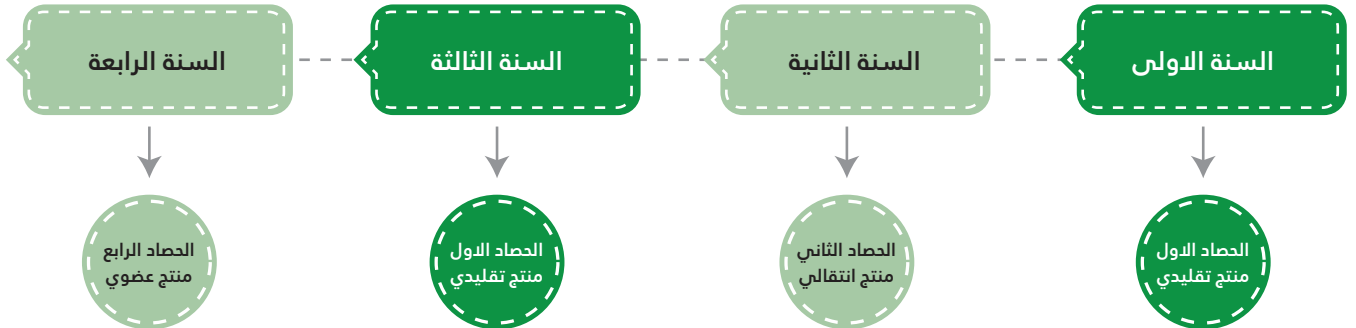 السنة الاولى
السنة الثانية
السنة الثالثة
السنة الرابعة
الحصاد الاول
منتج تقليدي
الحصاد الثاني
منتج انتقالي
الحصاد الاول
منتج تقليدي
الحصاد الرابع
منتج عضوي